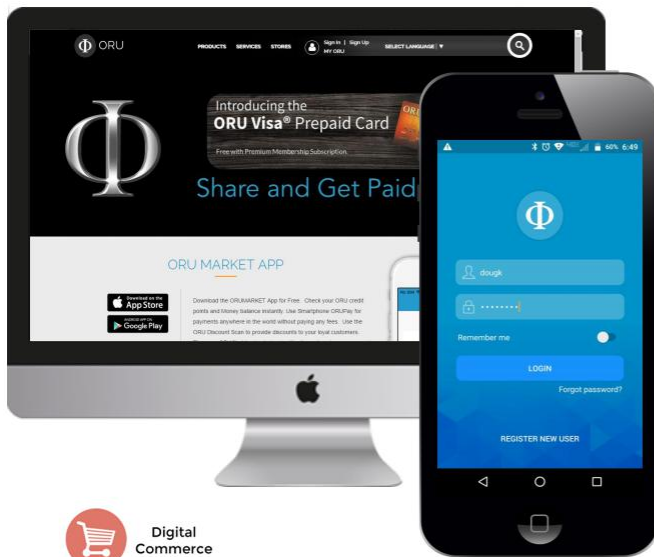 Φ ORU
PRODUCTS SERVICES STORES
Sign In | Sign Up
MY ORU
SELECT LANGUAGE ▼
Φ
Introducing the
ORU Visa® Prepaid Card
Free with Premium Membership Subscription
ORU
Share and Get Paid
ORU MARKET APP
Download on the
App Store
ANDROID APP ON
Google Play
Download the ORUMARKET App for Free. Check your ORU credit
points and Money balance instantly. Use Smartphone ORUPay for
payments anywhere in the world without paying any fees. Use the
ORU Discount Scan to provide discounts to your loyal customers.
60% 6:49
Φ
dougk
········
Remember me
LOGIN
Forgot password?
REGISTER NEW USER
Digital
Commerce